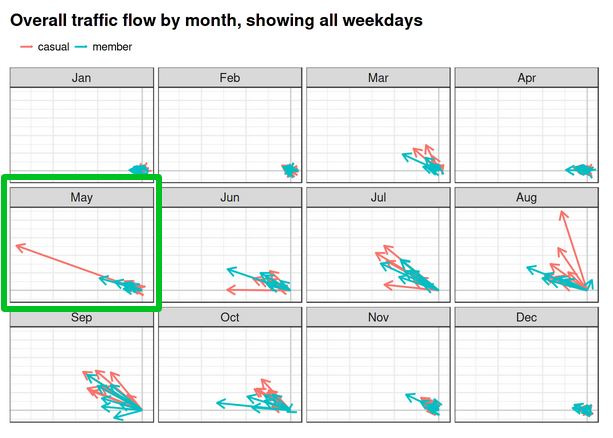 Overall traffic flow by month, showing all weekdays
casual member
Jan Feb Mar Apr
May Jun Jul Aug
Sep Oct Nov Dec